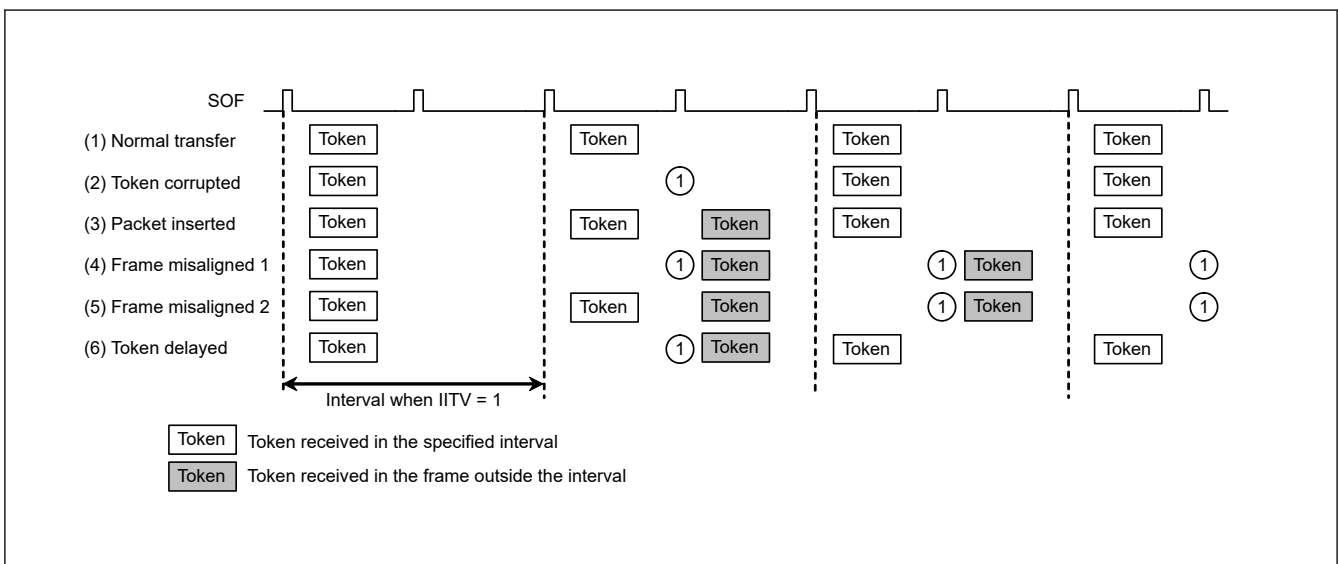 SOF
(1) Normal transfer Token Token Token Token
(2) Token corrupted Token 1 Token Token
(3) Packet inserted Token Token Token Token Token
(4) Frame misaligned 1 Token 1 Token 1 Token 1
(5) Frame misaligned 2 Token Token Token 1 Token 1
(6) Token delayed Token 1 Token Token Token
Interval when IITV = 1
Token Token received in the specified interval
Token Token received in the frame outside the interval